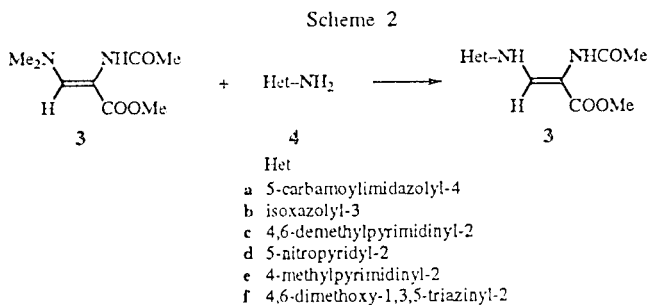 Scheme 2
Me2N NHCOMe
H COOMe
3
+
Het–NH2
4
Het–NH NHCOMe
H COOMe
3
Het
a 5-carbamoylimidazolyl-4
b isoxazolyl-3
c 4,6-demethylpyrimidinyl-2
d 5-nitropyridyl-2
e 4-methylpyrimidinyl-2
f 4,6-dimethoxy-1,3,5-triazinyl-2